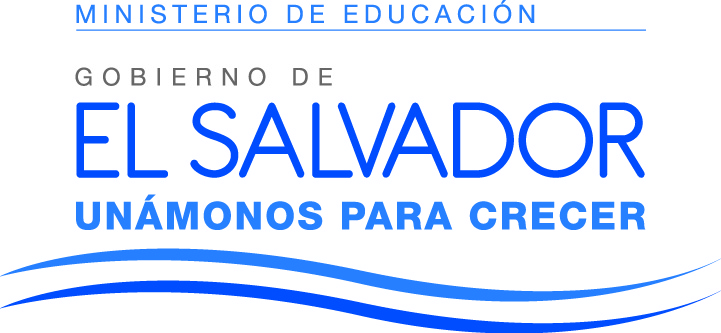 MINISTERIO DE EDUCACIÓN
GOBIERNO DE
EL SALVADOR
UNÁMONOS PARA CRECER